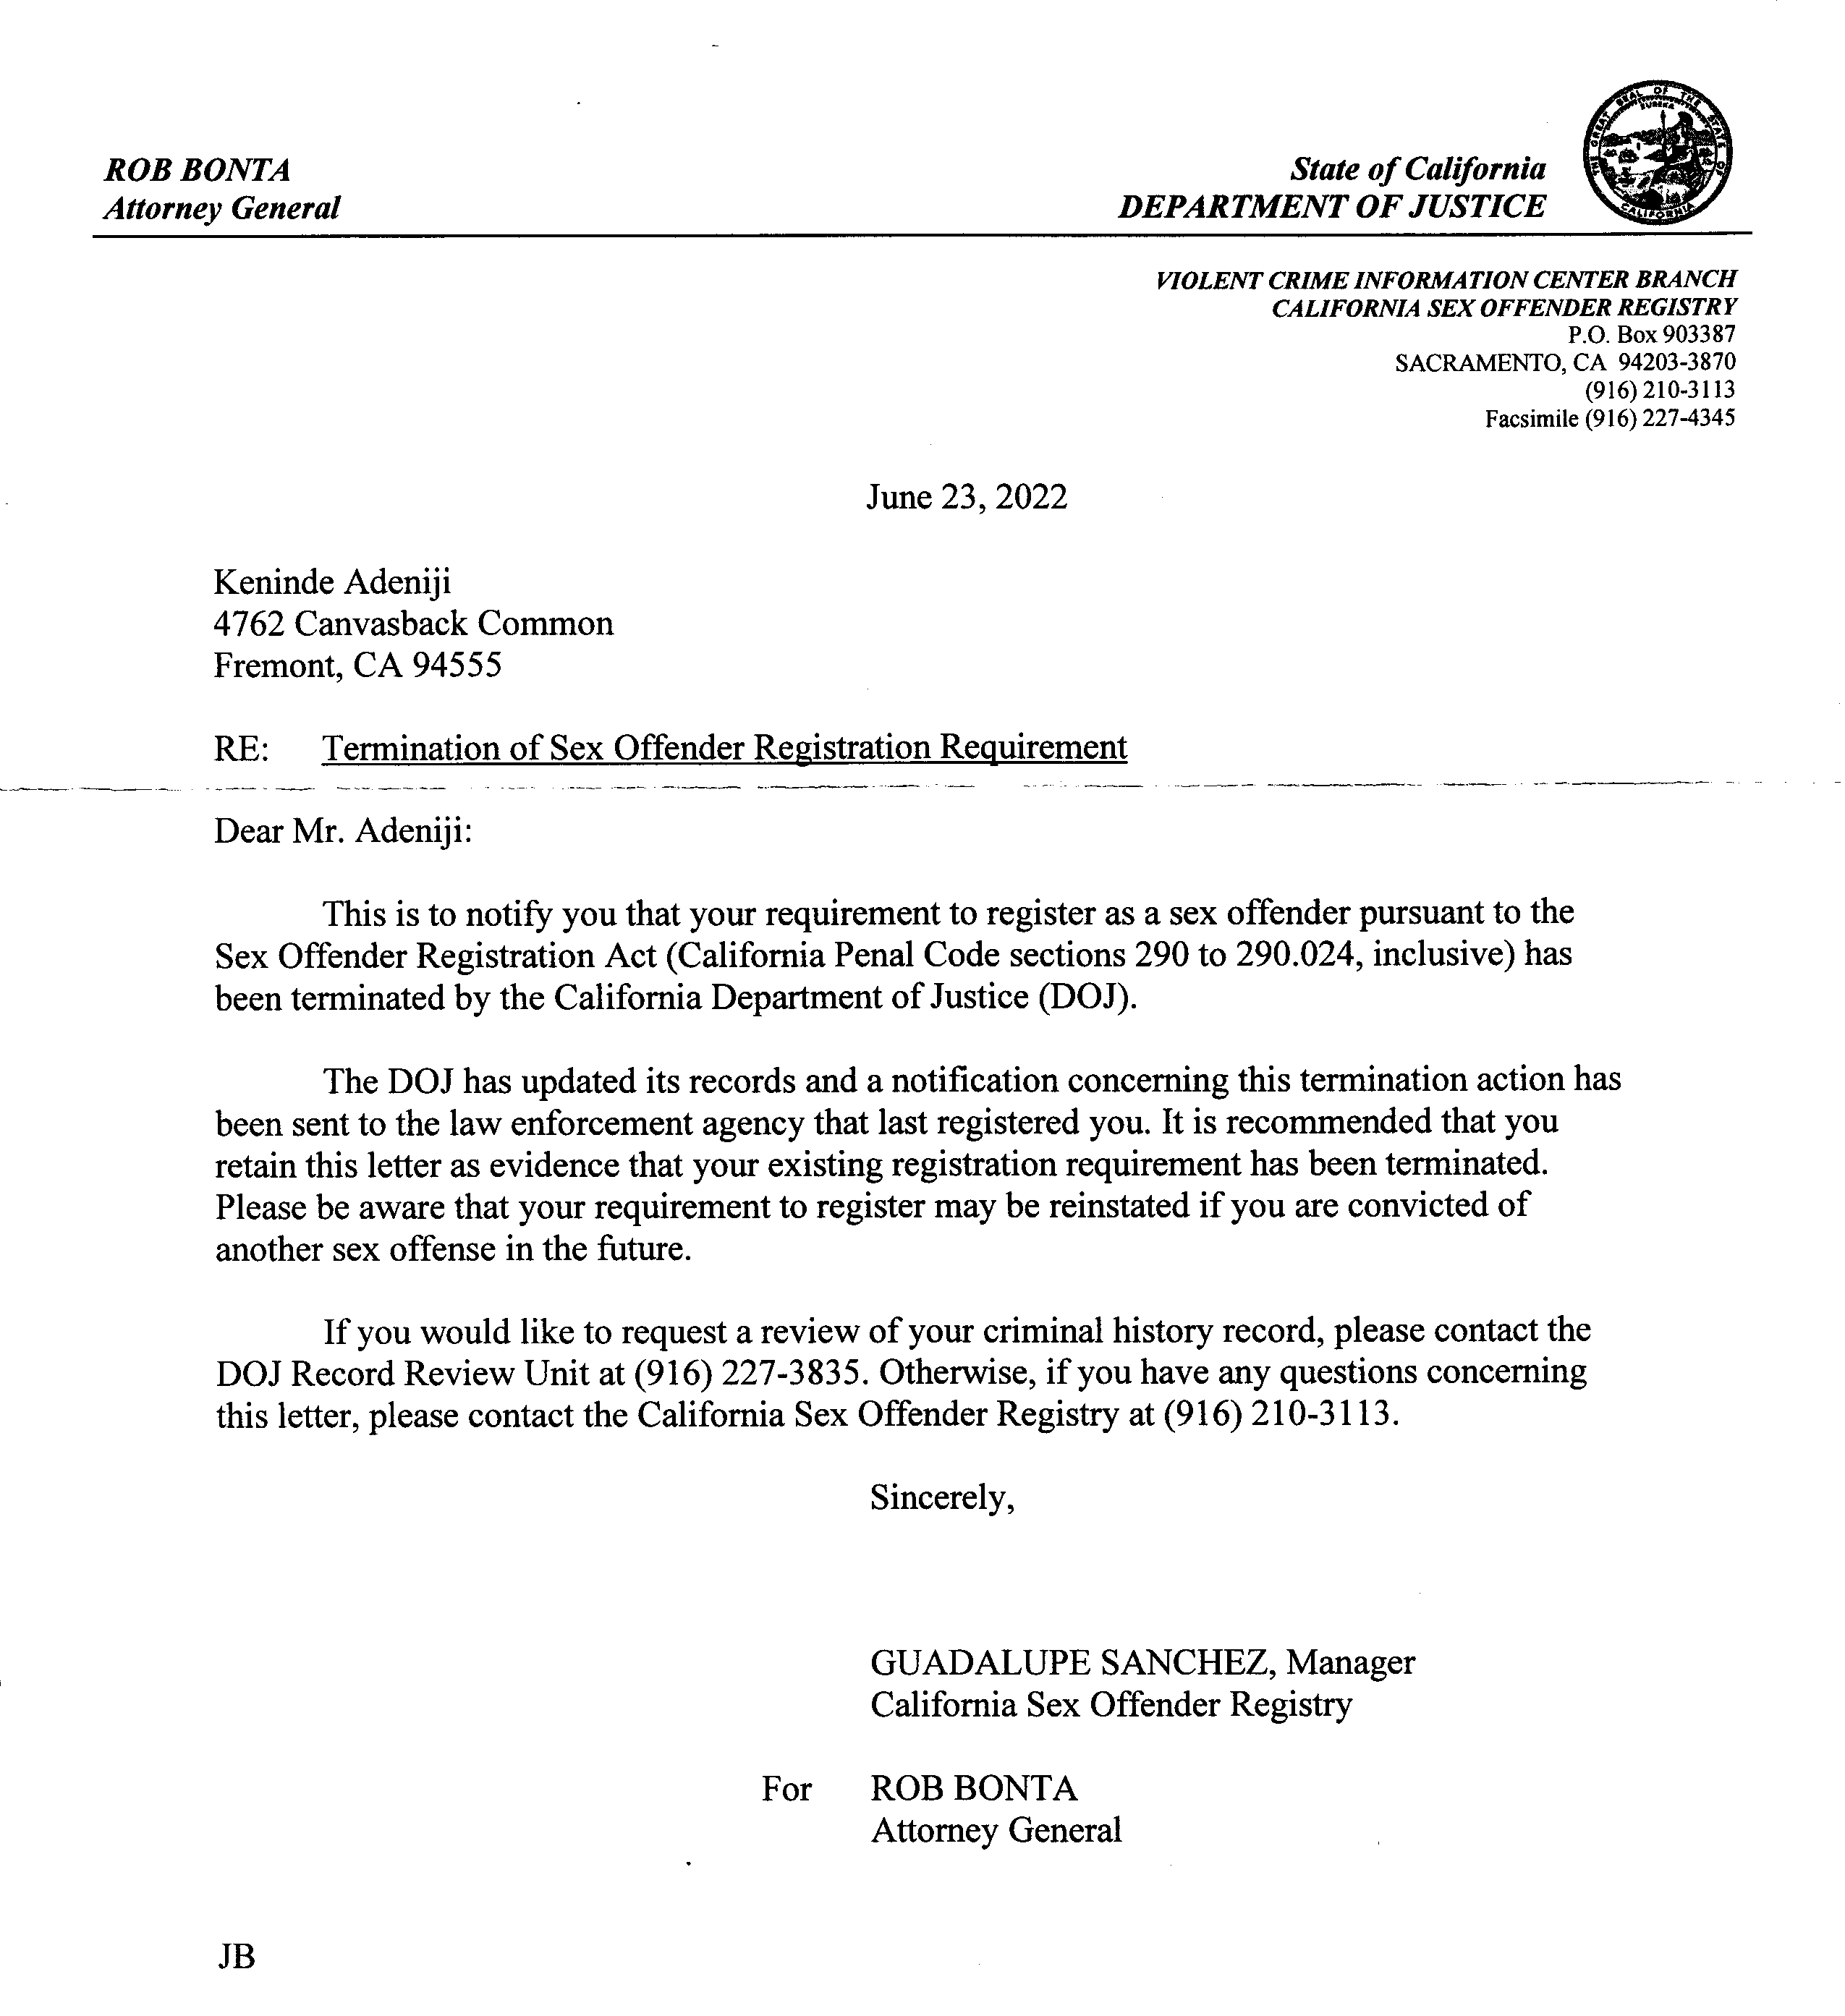 ROB BONTA
Attorney General
State of California
DEPARTMENT OF JUSTICE
THE GREAT SEAL OF THE STATE OF CALIFORNIA
EUREKA
VIOLENT CRIME INFORMATION CENTER BRANCH
CALIFORNIA SEX OFFENDER REGISTRY
P.O. Box 903387
SACRAMENTO, CA 94203-3870
(916) 210-3113
Facsimile (916) 227-4345
June 23, 2022
Keninde Adeniji
4762 Canvasback Common
Fremont, CA 94555
RE: Termination of Sex Offender Registration Requirement
Dear Mr. Adeniji:
This is to notify you that your requirement to register as a sex offender pursuant to the
Sex Offender Registration Act (California Penal Code sections 290 to 290.024, inclusive) has
been terminated by the California Department of Justice (DOJ).
The DOJ has updated its records and a notification concerning this termination action has
been sent to the law enforcement agency that last registered you. It is recommended that you
retain this letter as evidence that your existing registration requirement has been terminated.
Please be aware that your requirement to register may be reinstated if you are convicted of
another sex offense in the future.
If you would like to request a review of your criminal history record, please contact the
DOJ Record Review Unit at (916) 227-3835. Otherwise, if you have any questions concerning
this letter, please contact the California Sex Offender Registry at (916) 210-3113.
Sincerely,
GUADALUPE SANCHEZ, Manager
California Sex Offender Registry
For ROB BONTA
Attorney General
JB